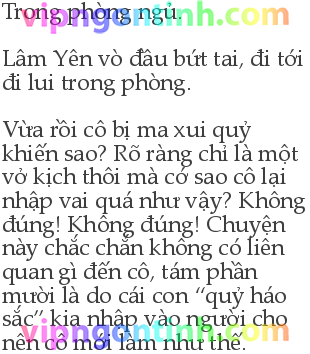 Trong phòng ngủ.
vipngontinh.com
Lâm Yên vò đầu bứt tai, đi tới
đi lui trong phòng.
Vừa rồi cô bị ma xui quỷ
khiến sao? Rõ ràng chỉ là một
vở kịch thôi mà cớ sao cô lại
nhập vai quá như vậy? Không
đúng! Không đúng! Chuyện
này chắc chắn không có liên
quan gì đến cô, tám phần
mười là do cái con “quỷ háo
sắc” kia nhập vào người cho
vipngontinh.com
nên cô mới làm như thế.